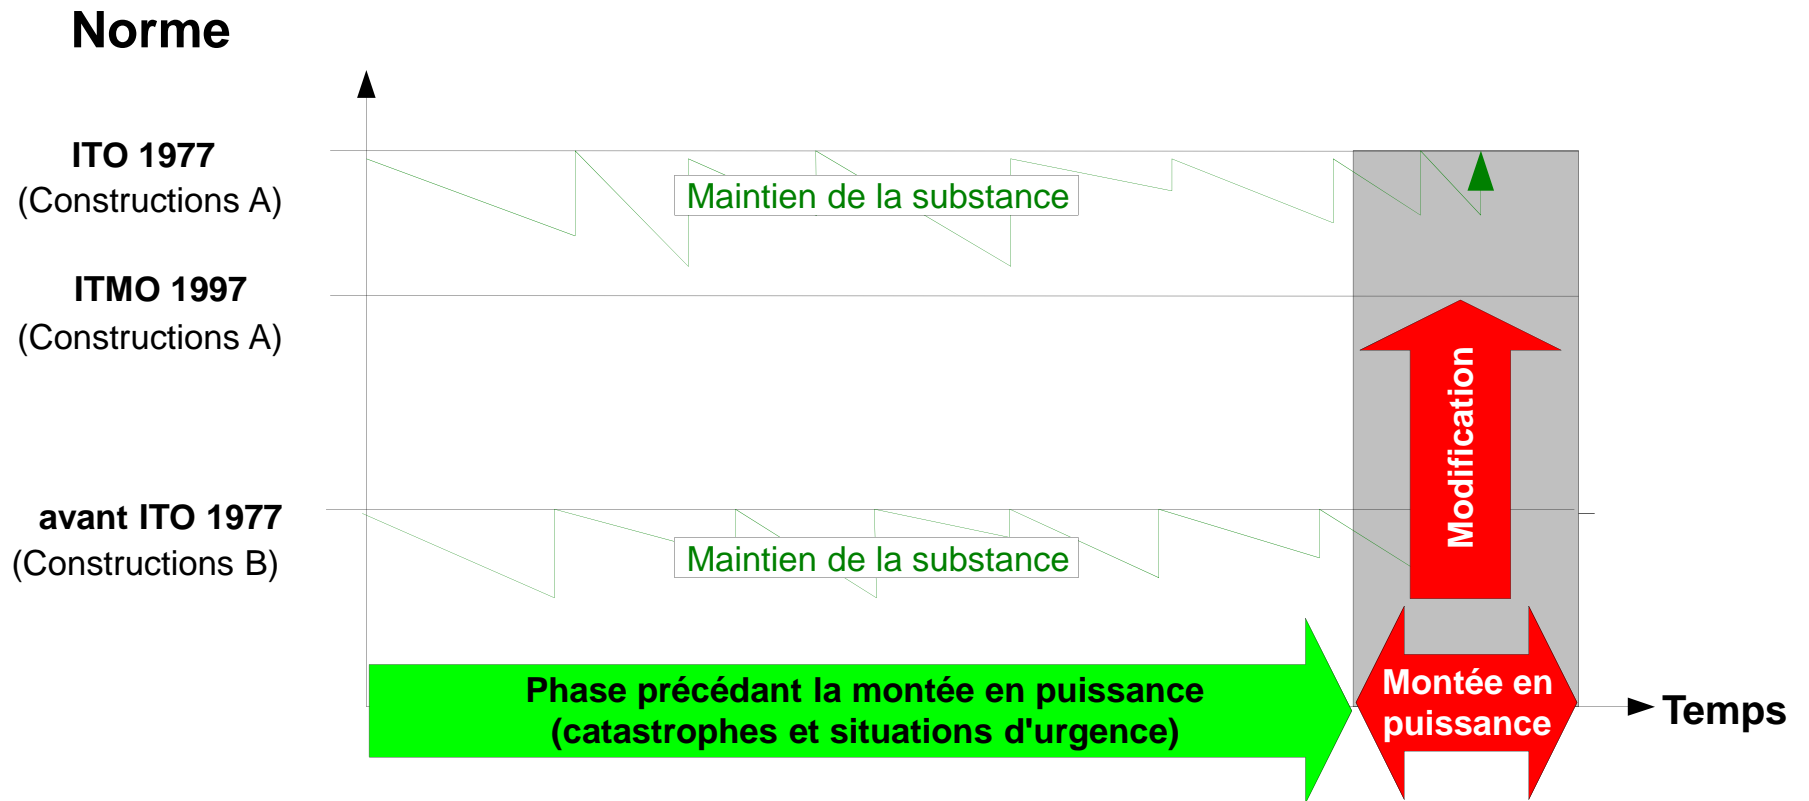 Norme
ITO 1977
(Constructions A)
Maintien de la substance
ITMO 1997
(Constructions A)
Modification
avant ITO 1977
(Constructions B)
Maintien de la substance
Phase précédant la montée en puissance
(catastrophes et situations d'urgence)
Montée en
puissance
Temps